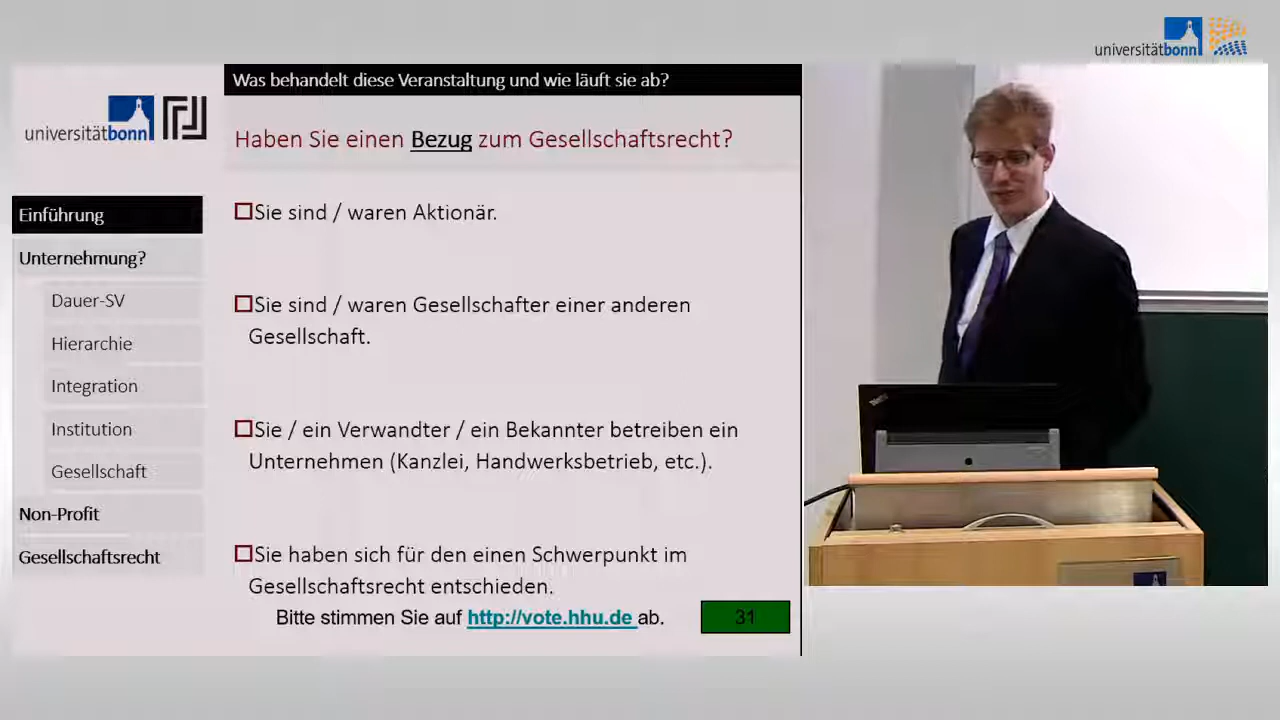 universitätbonn
Was behandelt diese Veranstaltung und wie läuft sie ab?
universitätbonn
Haben Sie einen Bezug zum Gesellschaftsrecht?
Einführung
Unternehmung?
Dauer-SV
Hierarchie
Integration
Institution
Gesellschaft
Non-Profit
Gesellschaftsrecht
Sie sind / waren Aktionär.
Sie sind / waren Gesellschafter einer anderen
Gesellschaft.
Sie / ein Verwandter / ein Bekannter betreiben ein
Unternehmen (Kanzlei, Handwerksbetrieb, etc.).
Sie haben sich für den einen Schwerpunkt im
Gesellschaftsrecht entschieden.
Bitte stimmen Sie auf http://vote.hhu.de ab.
31